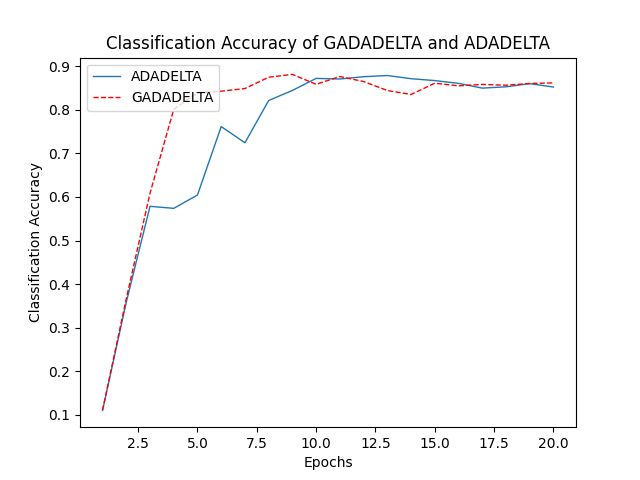 Classification Accuracy of GADADELTA and ADADELTA
ADADELTA
GADADELTA
Classification Accuracy
0.9
0.8
0.7
0.6
0.5
0.4
0.3
0.2
0.1
2.5 5.0 7.5 10.0 12.5 15.0 17.5 20.0
Epochs